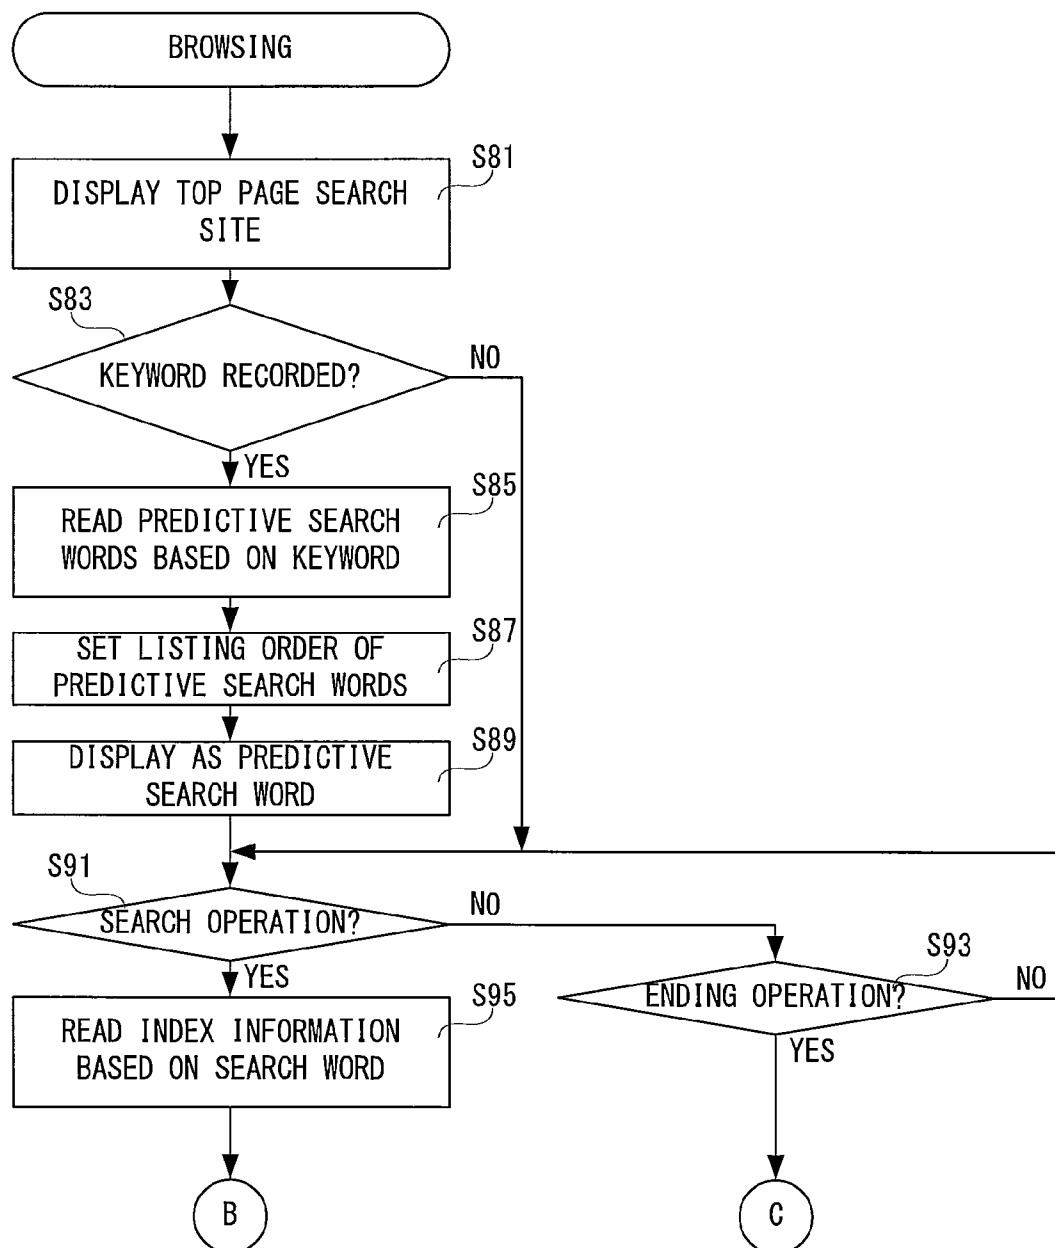 BROWSING
S81
DISPLAY TOP PAGE SEARCH
SITE
S83
KEYWORD RECORDED?
NO
YES
S85
READ PREDICTIVE SEARCH
WORDS BASED ON KEYWORD
S87
SET LISTING ORDER OF
PREDICTIVE SEARCH WORDS
S89
DISPLAY AS PREDICTIVE
SEARCH WORD
S91
SEARCH OPERATION?
NO
YES
S93
ENDING OPERATION?
NO
YES
S95
READ INDEX INFORMATION
BASED ON SEARCH WORD
B
C